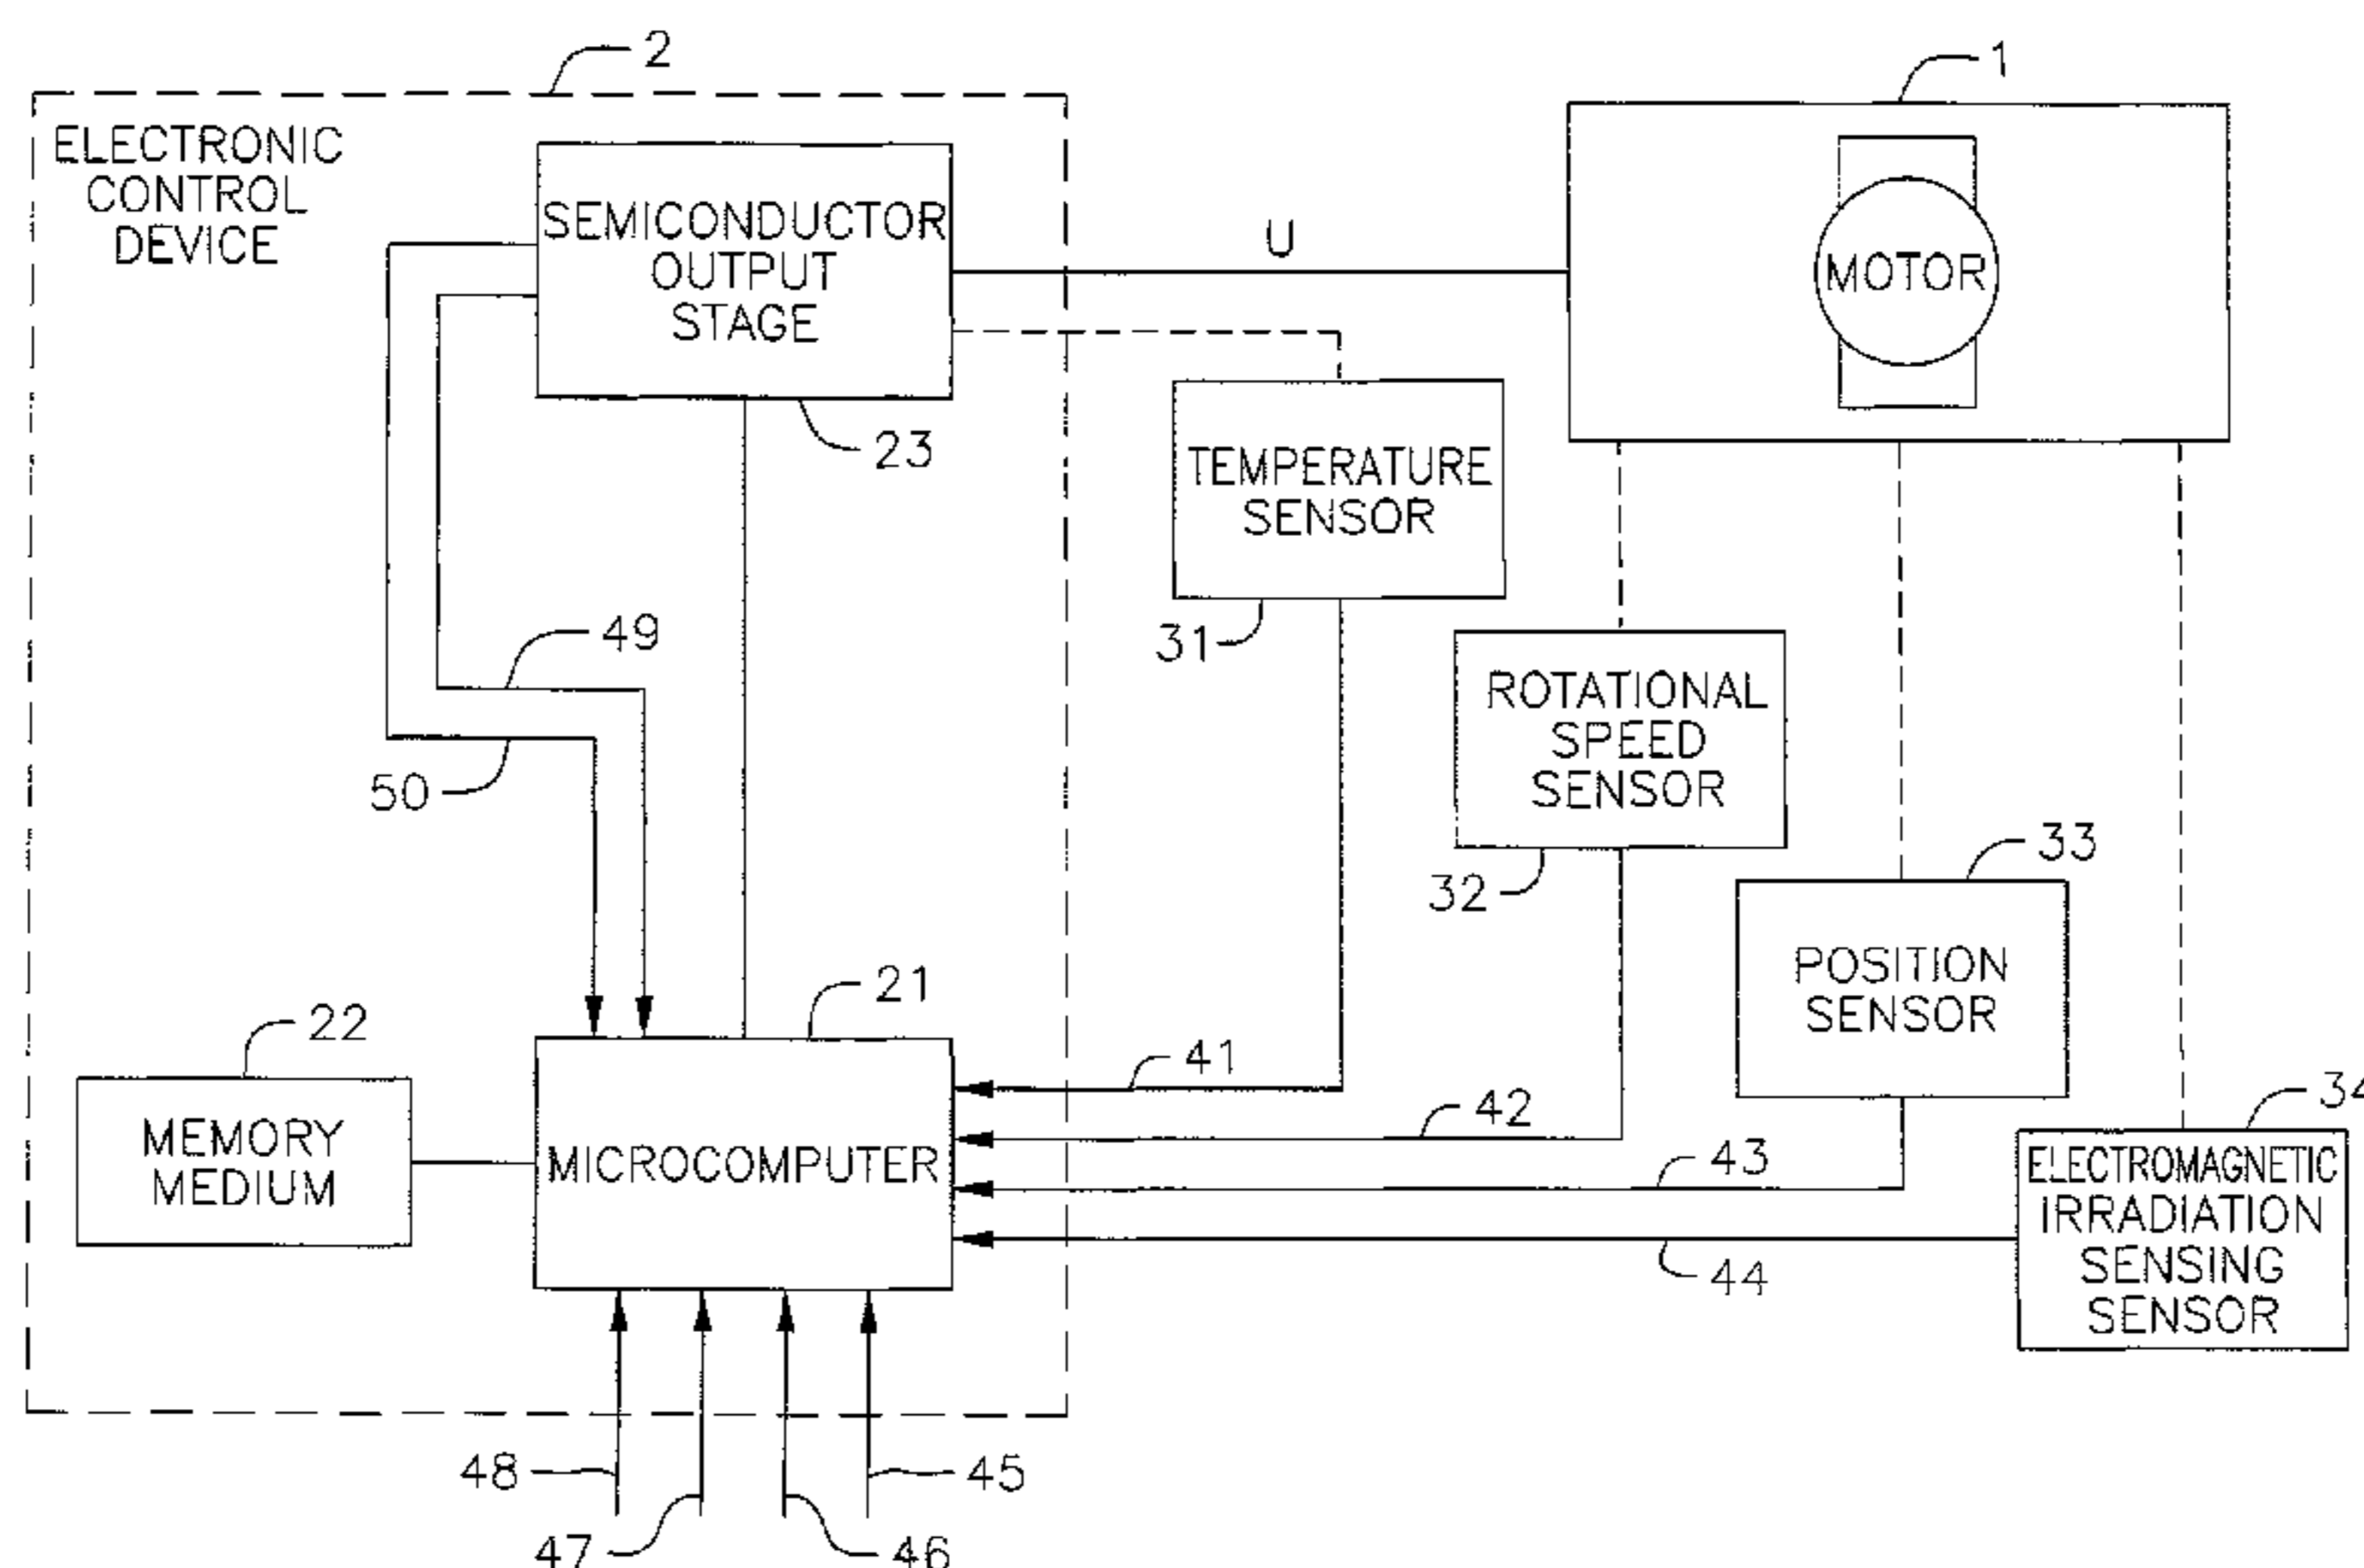 2
1
ELECTRONIC
CONTROL
DEVICE
SEMICONDUCTOR
OUTPUT
STAGE
U
MOTOR
23
TEMPERATURE
SENSOR
31
49
50
ROTATIONAL
SPEED
SENSOR
32
33
POSITION
SENSOR
21
22
MEMORY
MEDIUM
MICROCOMPUTER
41
42
43
44
34
ELECTROMAGNETIC
IRRADIATION
SENSING
SENSOR
48
45
47
46